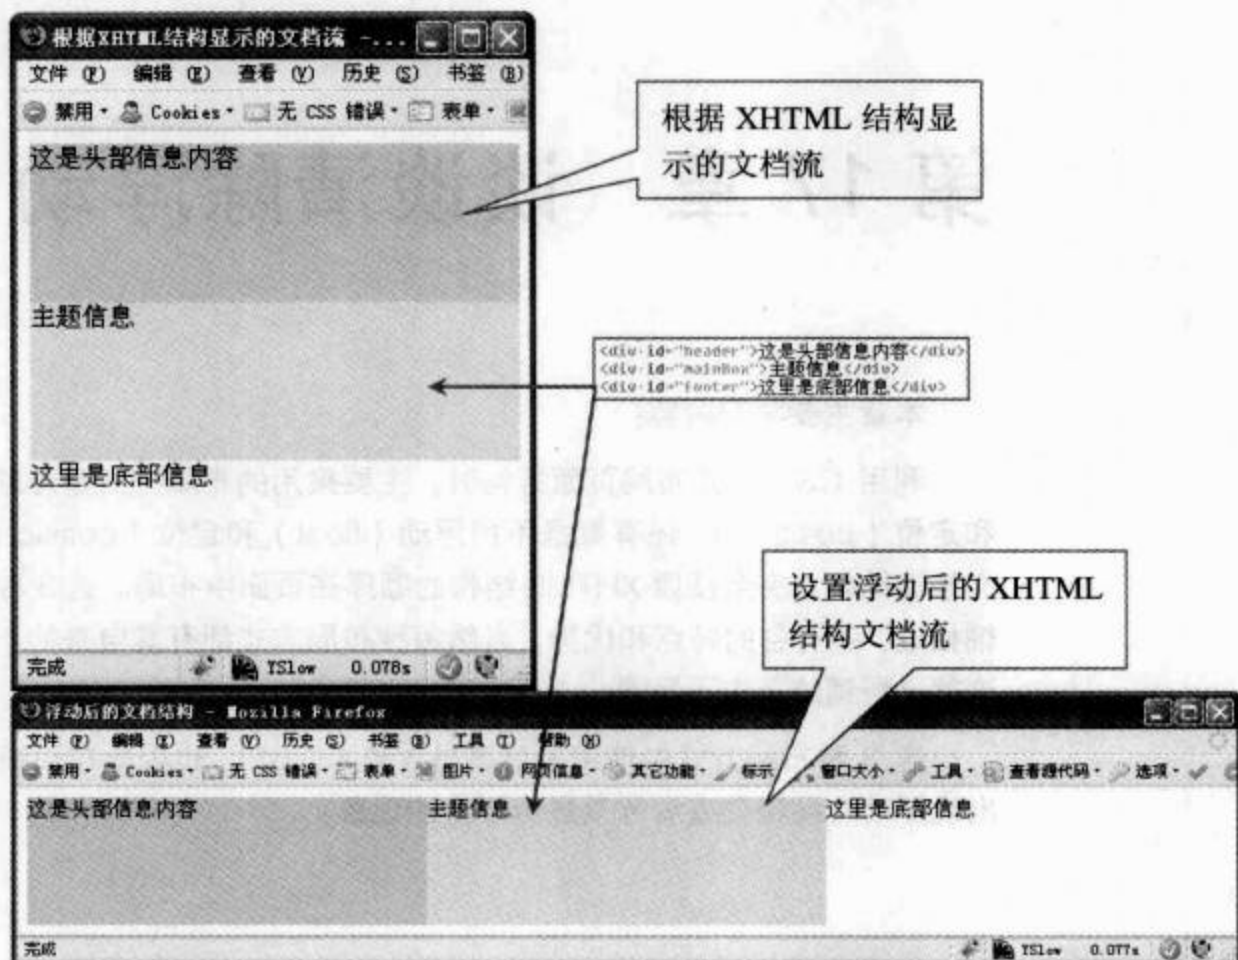 根据XHTML结构显示的文档流 -...
文件 (F) 编辑 (E) 查看 (V) 历史 (S) 书签 (B)
禁用 Cookies 无 CSS 错误 表单
这是头部信息内容
主题信息
这里是底部信息
完成 YSlow 0.078s
根据 XHTML 结构显
示的文档流
<div id="header">这是头部信息内容</div>
<div id="mainBox">主题信息</div>
<div id="footer">这里是底部信息</div>
设置浮动后的 XHTML
结构文档流
浮动后的文档结构 - Mozilla Firefox
文件 (F) 编辑 (E) 查看 (V) 历史 (S) 书签 (B) 工具 (T) 帮助 (H)
禁用 Cookies 无 CSS 错误 表单 图片 网页信息 其它功能 标示 窗口大小 工具 查看源代码 选项
这是头部信息内容 主题信息 这里是底部信息
完成 YSlow 0.077s